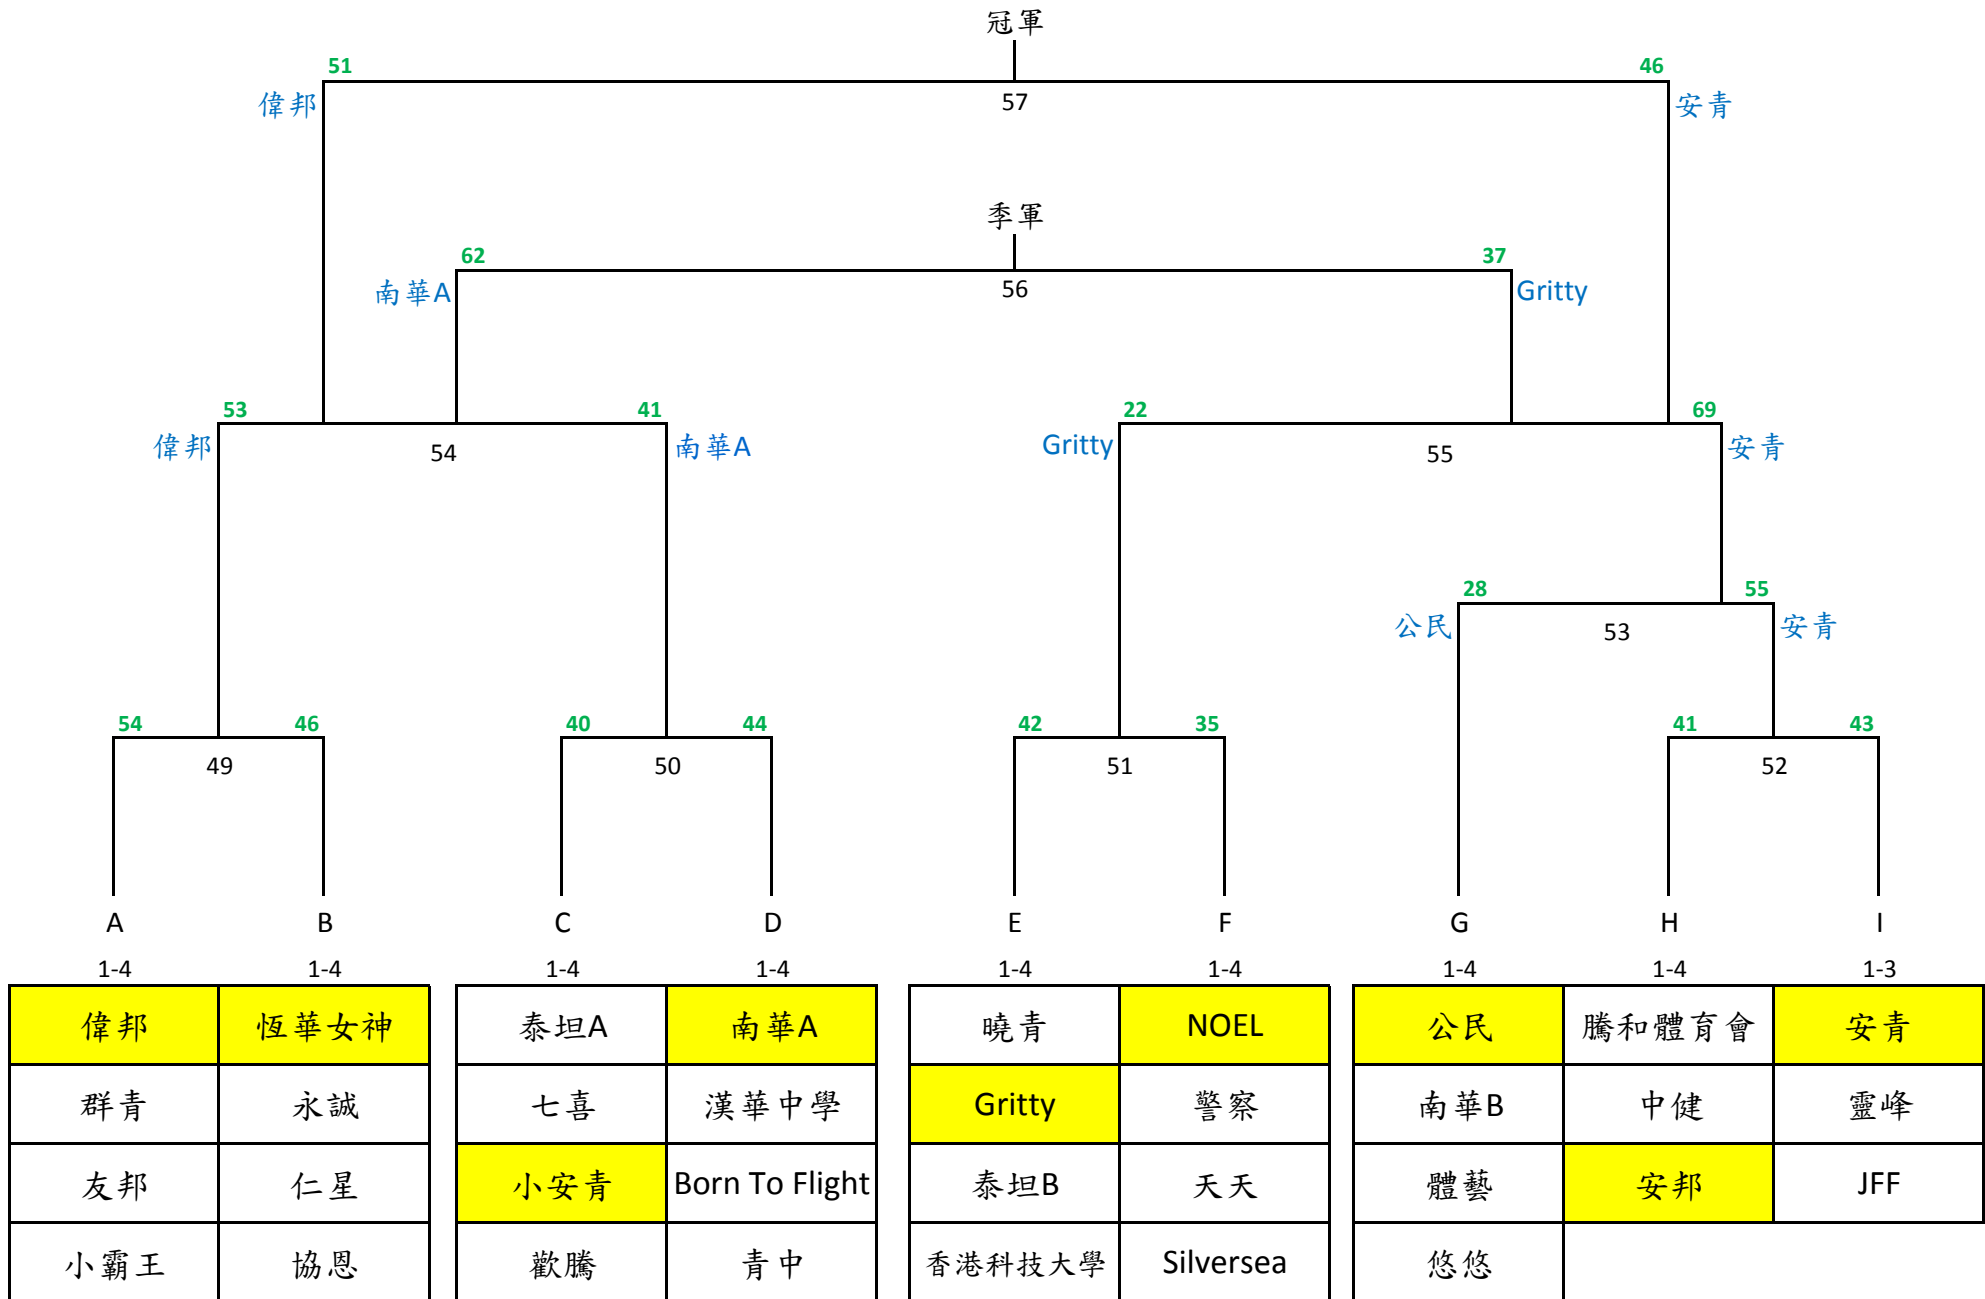 冠軍
51 46
偉邦 57 安青
季軍
62 37
南華A 56 Gritty
53 41 22 69
偉邦 54 南華A Gritty 55 安青
28 55
公民 53 安青
54 46 40 44 42 35 41 43
49 50 51 52
A B C D E F G H I
1-4 1-4 1-4 1-4 1-4 1-4 1-4 1-4 1-3
偉邦 恆華女神 泰坦A 南華A 曉青 NOEL 公民 騰和體育會 安青
群青 永誠 七喜 漢華中學 Gritty 警察 南華B 中健 靈峰
友邦 仁星 小安青 Born To Flight 泰坦B 天天 體藝 安邦 JFF
小霸王 協恩 歡騰 青中 香港科技大學 Silversea 悠悠